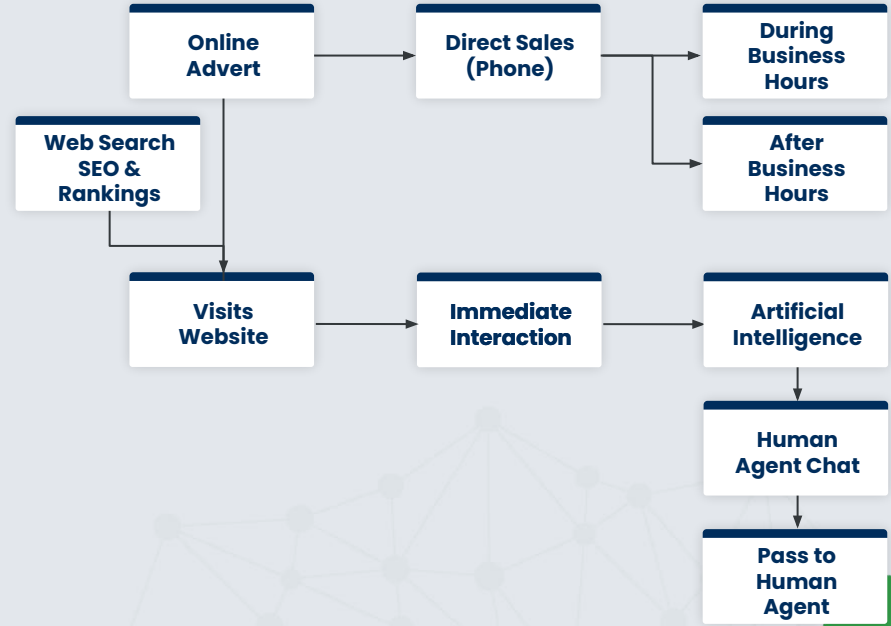 Online
Advert
Direct Sales
(Phone)
During
Business
Hours
Web Search
SEO &
Rankings
After
Business
Hours
Visits
Website
Immediate
Interaction
Artificial
Intelligence
Human
Agent Chat
Pass to
Human
Agent